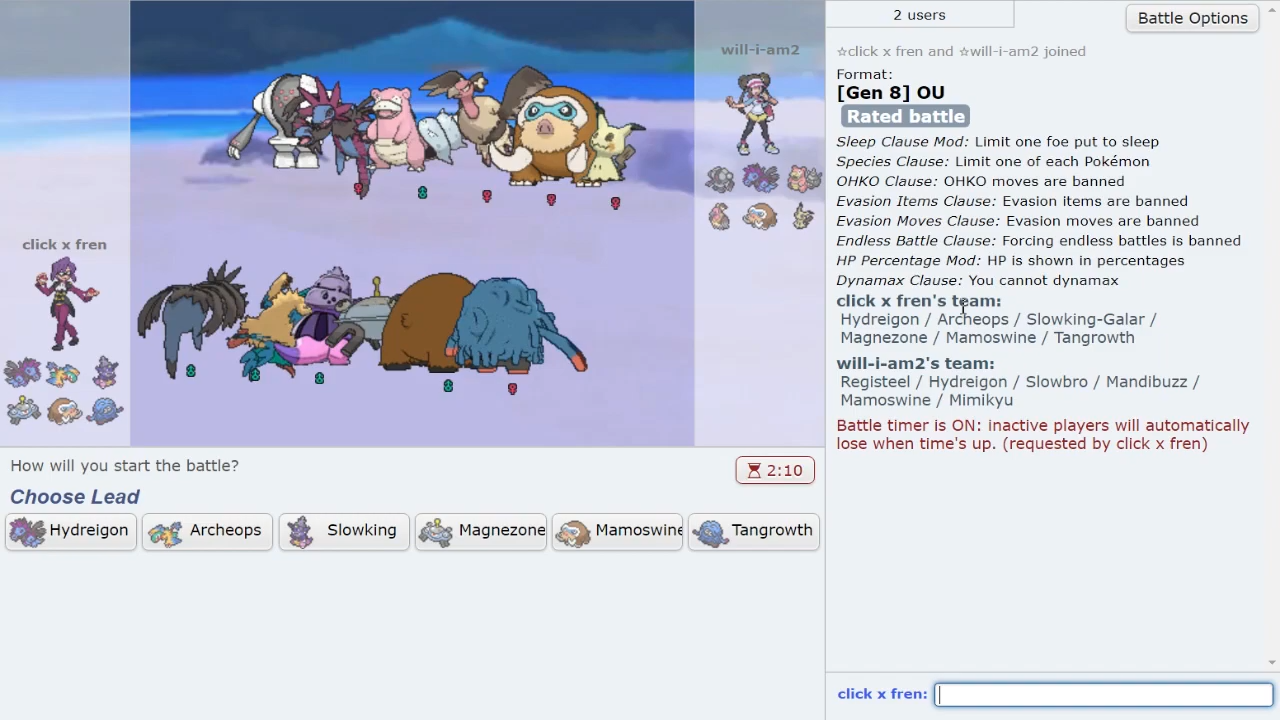 2 users
Battle Options
☆click x fren and ☆will-i-am2 joined
Format:
[Gen 8] OU
Rated battle
Sleep Clause Mod: Limit one foe put to sleep
Species Clause: Limit one of each Pokémon
OHKO Clause: OHKO moves are banned
Evasion Items Clause: Evasion items are banned
Evasion Moves Clause: Evasion moves are banned
Endless Battle Clause: Forcing endless battles is banned
HP Percentage Mod: HP is shown in percentages
Dynamax Clause: You cannot dynamax
click x fren's team:
Hydreigon / Archeops / Slowking-Galar /
Magnezone / Mamoswine / Tangrowth
will-i-am2's team:
Registeel / Hydreigon / Slowbro / Mandibuzz /
Mamoswine / Mimikyu
Battle timer is ON: inactive players will automatically
lose when time's up. (requested by click x fren)
will-i-am2
click x fren
How will you start the battle?
2:10
Choose Lead
Hydreigon
Archeops
Slowking
Magnezone
Mamoswine
Tangrowth
click x fren: